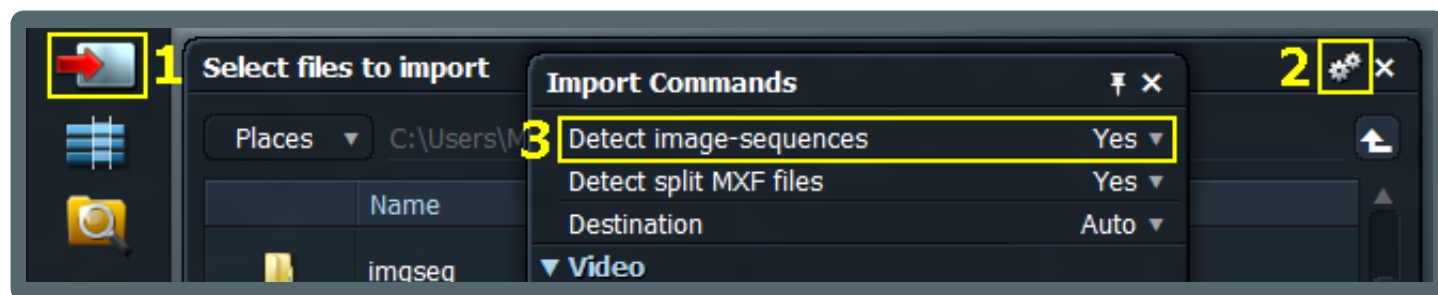 1
Select files to import
2
Import Commands
Places
C:\Users\M
3
Detect image-sequences Yes
Detect split MXF files Yes
Name
Destination Auto
imgseq
Video